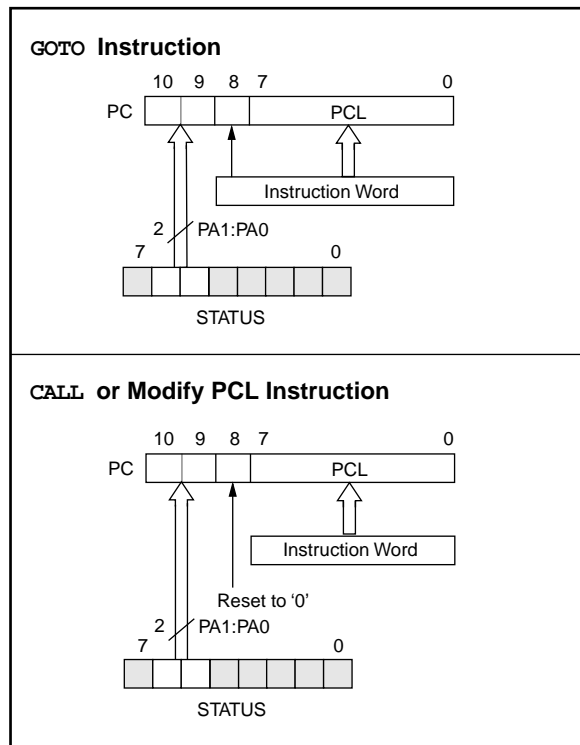 GOTO Instruction
10 9 8 7 0
PC PCL
Instruction Word
2 PA1:PA0
7 0
STATUS
CALL or Modify PCL Instruction
10 9 8 7 0
PC PCL
Instruction Word
Reset to ‘0’
2 PA1:PA0
7 0
STATUS